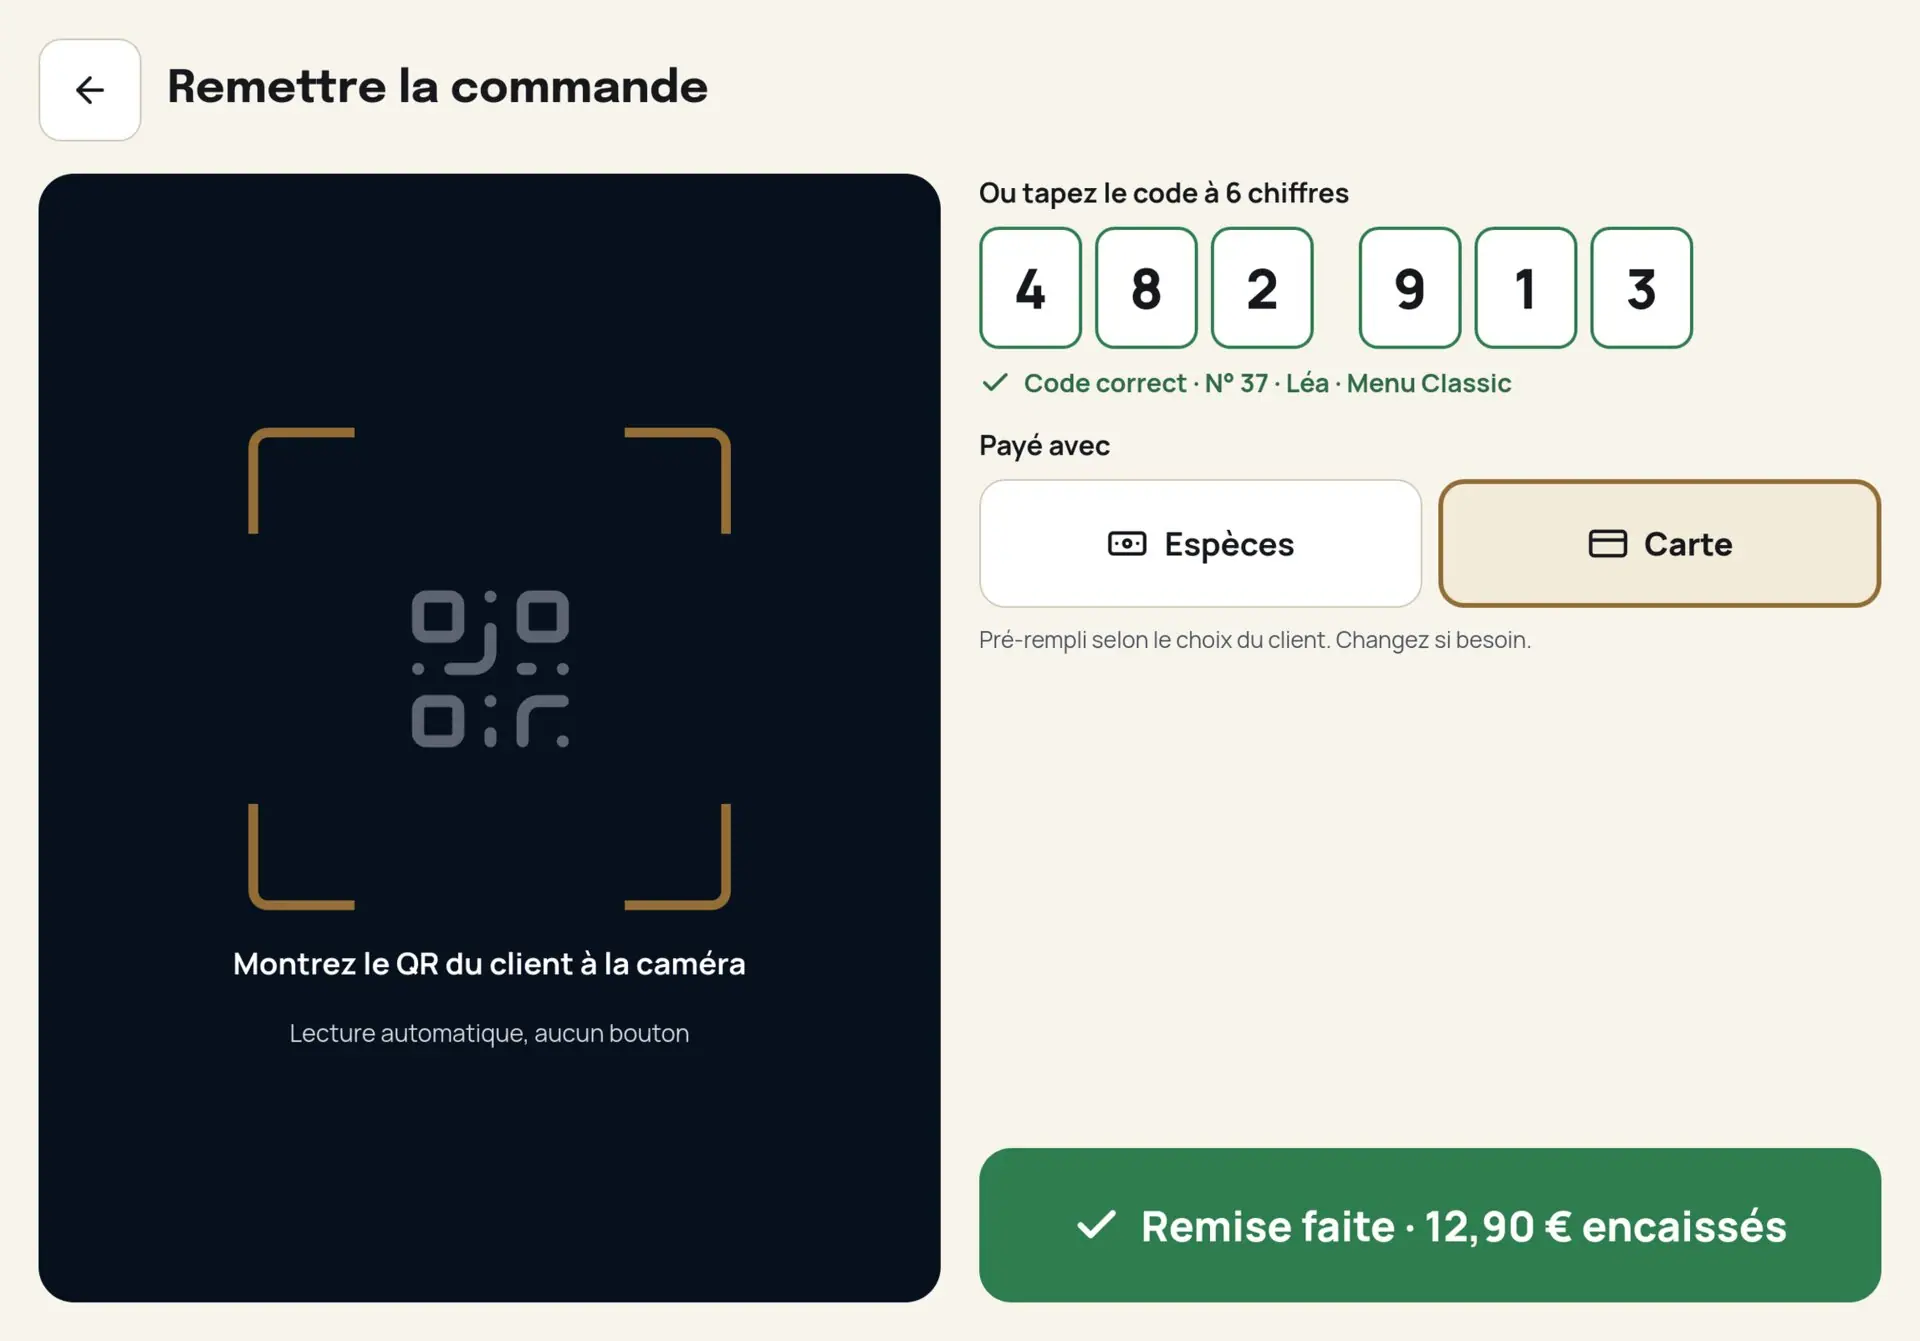 Remettre la commande
Montrez le QR du client à la caméra
Lecture automatique, aucun bouton
Ou tapez le code à 6 chiffres
4 8 2 9 1 3
Code correct · N° 37 · Léa · Menu Classic
Payé avec
Espèces
Carte
Pré-rempli selon le choix du client. Changez si besoin.
Remise faite · 12,90 € encaissés